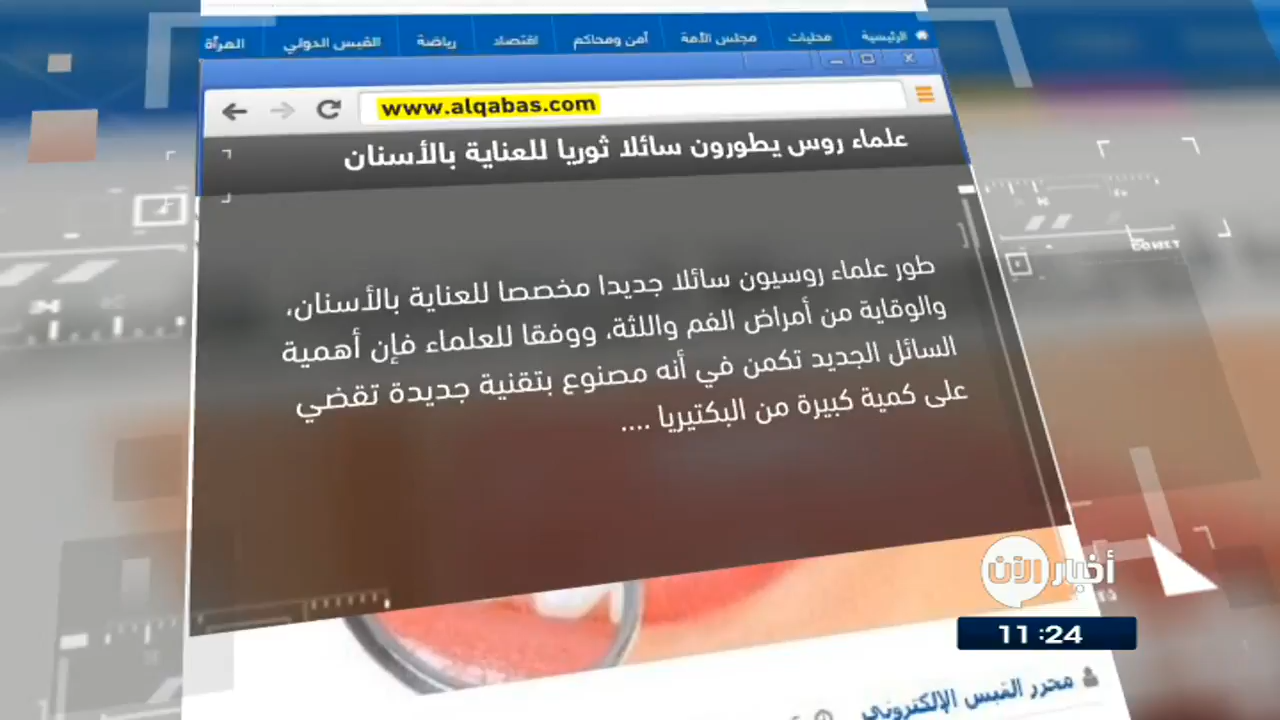 الرئيسية محليات مجلس الأمة أمن ومحاكم اقتصاد رياضة القبس الدولي المرأة
www.alqabas.com
علماء روس يطورون سائلا ثوريا للعناية بالأسنان
طور علماء روسيون سائلا جديدا مخصصا للعناية بالأسنان،
والوقاية من أمراض الفم واللثة، ووفقا للعلماء فإن أهمية
السائل الجديد تكمن في أنه مصنوع بتقنية جديدة تقضي
على كمية كبيرة من البكتيريا ....
أخبار الآن
11:24
محرر القبس الإلكتروني